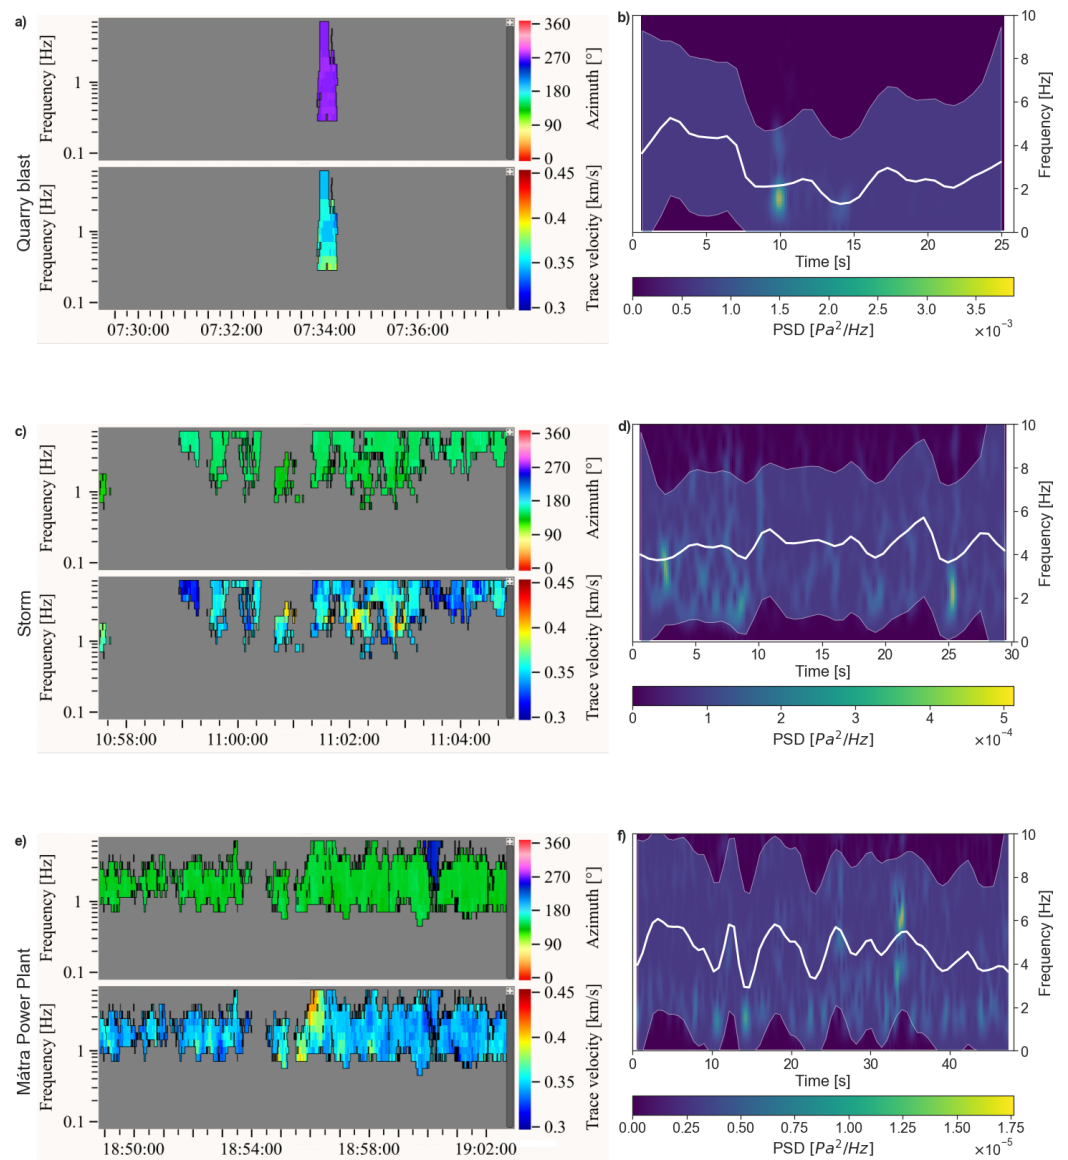 a)
Quarry blast
Frequency [Hz]
1
0.1
360
270
180
90
0
Azimuth [°]
Frequency [Hz]
1
0.1
0.45
0.4
0.35
0.3
Trace velocity [km/s]
07:30:00 07:32:00 07:34:00 07:36:00
b)
10
8
6
4
2
0
Frequency [Hz]
0 5 10 15 20 25
Time [s]
0.0 0.5 1.0 1.5 2.0 2.5 3.0 3.5
PSD [Pa²/Hz]
×10⁻³
c)
Storm
Frequency [Hz]
1
0.1
360
270
180
90
0
Azimuth [°]
Frequency [Hz]
1
0.1
0.45
0.4
0.35
0.3
Trace velocity [km/s]
10:58:00 11:00:00 11:02:00 11:04:00
d)
10
8
6
4
2
0
Frequency [Hz]
0 5 10 15 20 25 30
Time [s]
0 1 2 3 4 5
PSD [Pa²/Hz]
×10⁻⁴
e)
Mátra Power Plant
Frequency [Hz]
1
0.1
360
270
180
90
0
Azimuth [°]
Frequency [Hz]
1
0.1
0.45
0.4
0.35
0.3
Trace velocity [km/s]
18:50:00 18:54:00 18:58:00 19:02:00
f)
10
8
6
4
2
0
Frequency [Hz]
0 10 20 30 40
Time [s]
0.00 0.25 0.50 0.75 1.00 1.25 1.50 1.75
PSD [Pa²/Hz]
×10⁻⁵